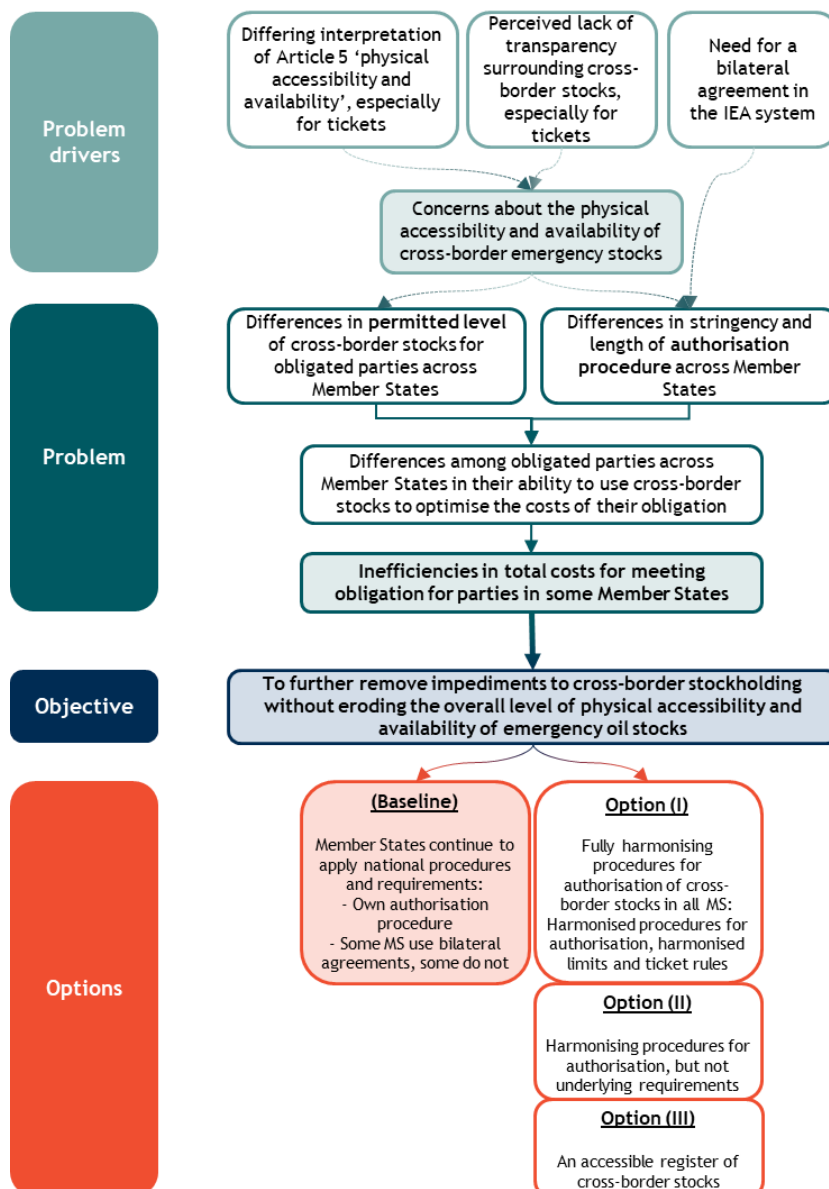 Problem
drivers
Differing interpretation
of Article 5 ‘physical
accessibility and
availability’, especially
for tickets
Perceived lack of
transparency
surrounding cross-
border stocks,
especially for
tickets
Need for a
bilateral
agreement in
the IEA system
Concerns about the physical
accessibility and availability of
cross-border emergency stocks
Problem
Differences in permitted level
of cross-border stocks for
obligated parties across
Member States
Differences in stringency and
length of authorisation
procedure across Member
States
Differences among obligated parties across
Member States in their ability to use cross-border
stocks to optimise the costs of their obligation
Inefficiencies in total costs for meeting
obligation for parties in some Member States
Objective
To further remove impediments to cross-border stockholding
without eroding the overall level of physical accessibility and
availability of emergency oil stocks
Options
(Baseline)
Member States continue to
apply national procedures
and requirements:
- Own authorisation
procedure
- Some MS use bilateral
agreements, some do not
Option (I)
Fully harmonising
procedures for
authorisation of cross-
border stocks in all MS:
Harmonised procedures for
authorisation, harmonised
limits and ticket rules
Option (II)
Harmonising procedures for
authorisation, but not
underlying requirements
Option (III)
An accessible register of
cross-border stocks